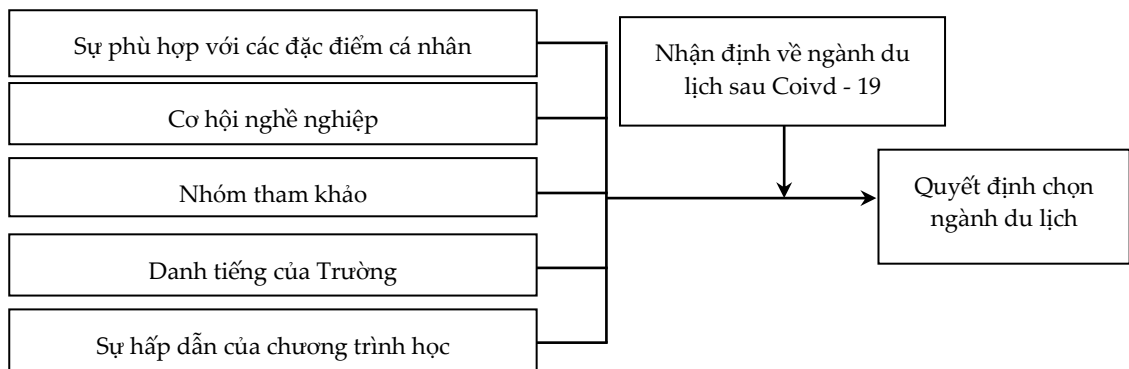 Sự phù hợp với các đặc điểm cá nhân
Cơ hội nghề nghiệp
Nhóm tham khảo
Danh tiếng của Trường
Sự hấp dẫn của chương trình học
Nhận định về ngành du
lịch sau Coivd - 19
Quyết định chọn
ngành du lịch